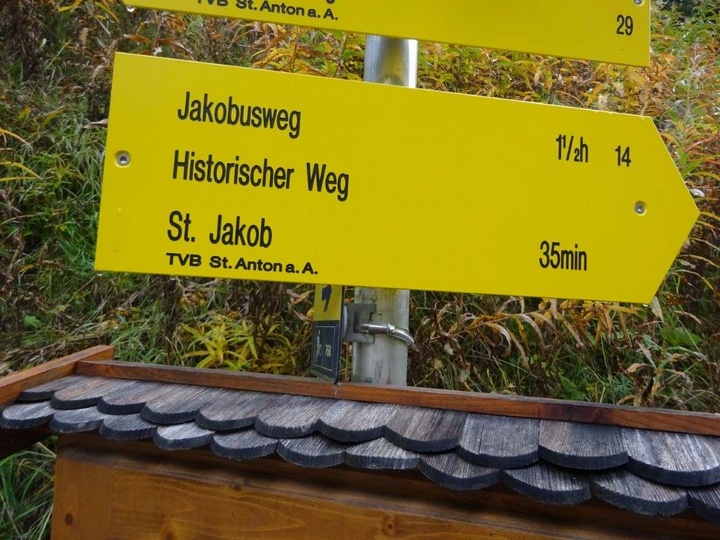 TVB St. Anton a. A.
29
Jakobusweg
1½h 14
Historischer Weg
St. Jakob
35min
TVB St. Anton a. A.